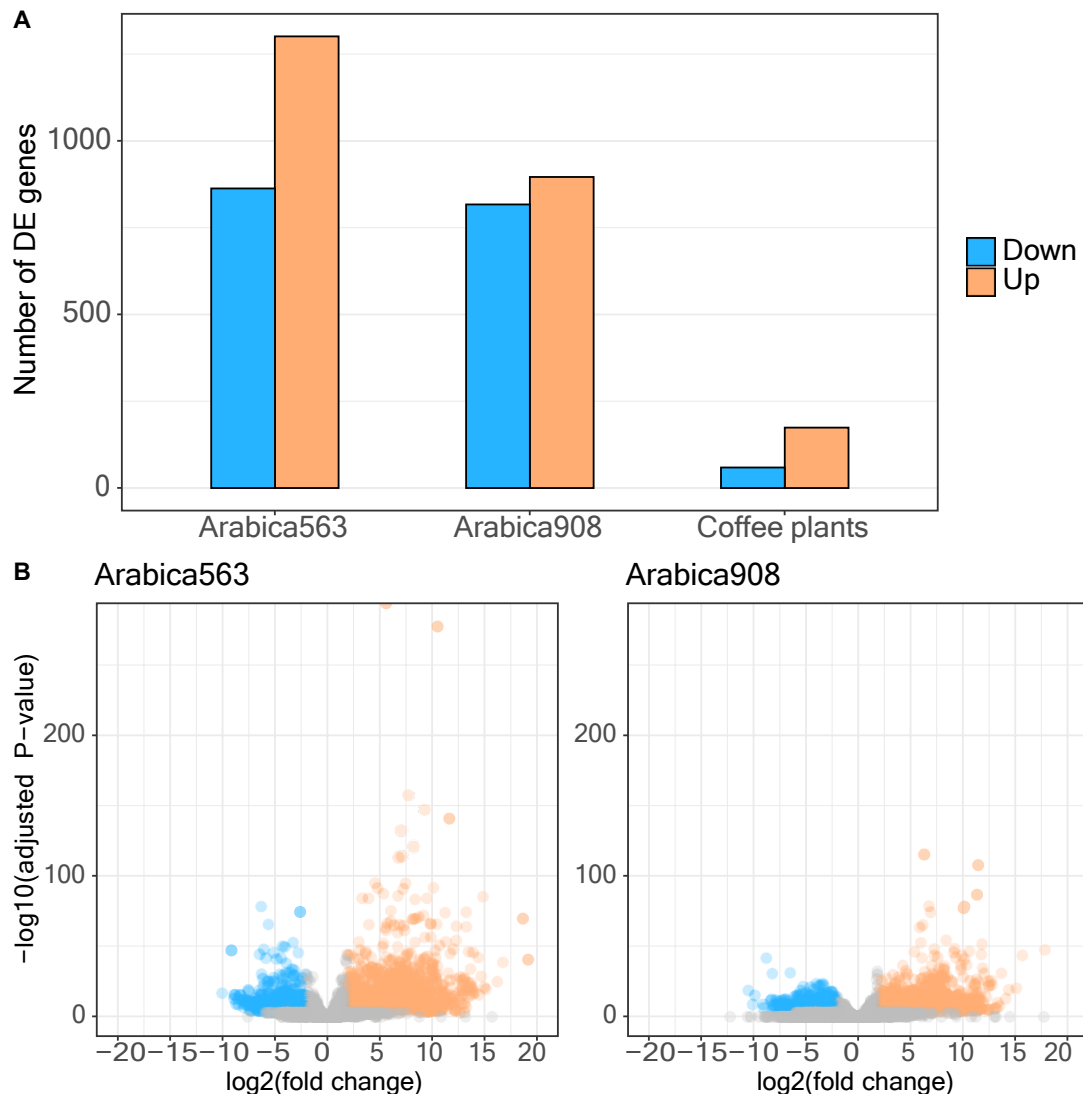 A
Number of DE genes
1000
500
0
Arabica563 Arabica908 Coffee plants
Down
Up
B
Arabica563 Arabica908
−log10(adjusted P−value)
200
100
0
−20 −15 −10 −5 0 5 10 15 20
log2(fold change)
200
100
0
−20 −15 −10 −5 0 5 10 15 20
log2(fold change)